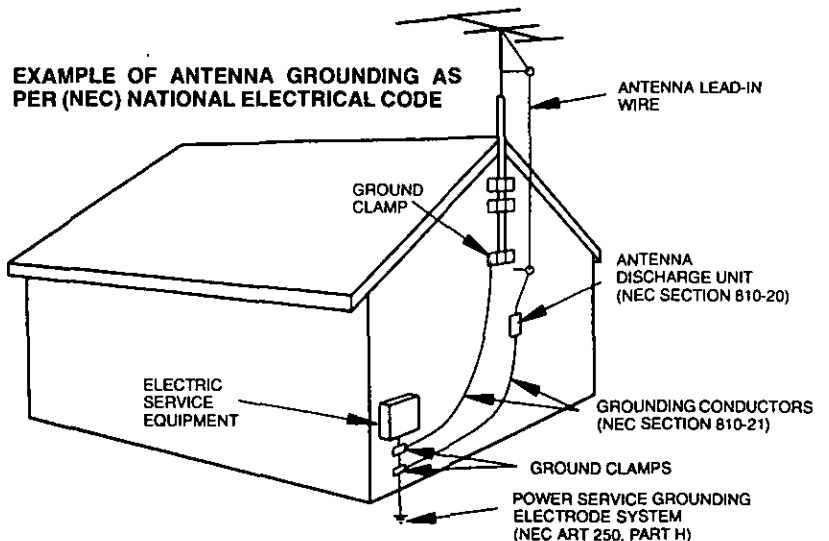 EXAMPLE OF ANTENNA GROUNDING AS
PER (NEC) NATIONAL ELECTRICAL CODE
ANTENNA LEAD-IN
WIRE
GROUND
CLAMP
ANTENNA
DISCHARGE UNIT
(NEC SECTION 810-20)
ELECTRIC
SERVICE
EQUIPMENT
GROUNDING CONDUCTORS
(NEC SECTION 810-21)
GROUND CLAMPS
POWER SERVICE GROUNDING
ELECTRODE SYSTEM
(NEC ART 250, PART H)